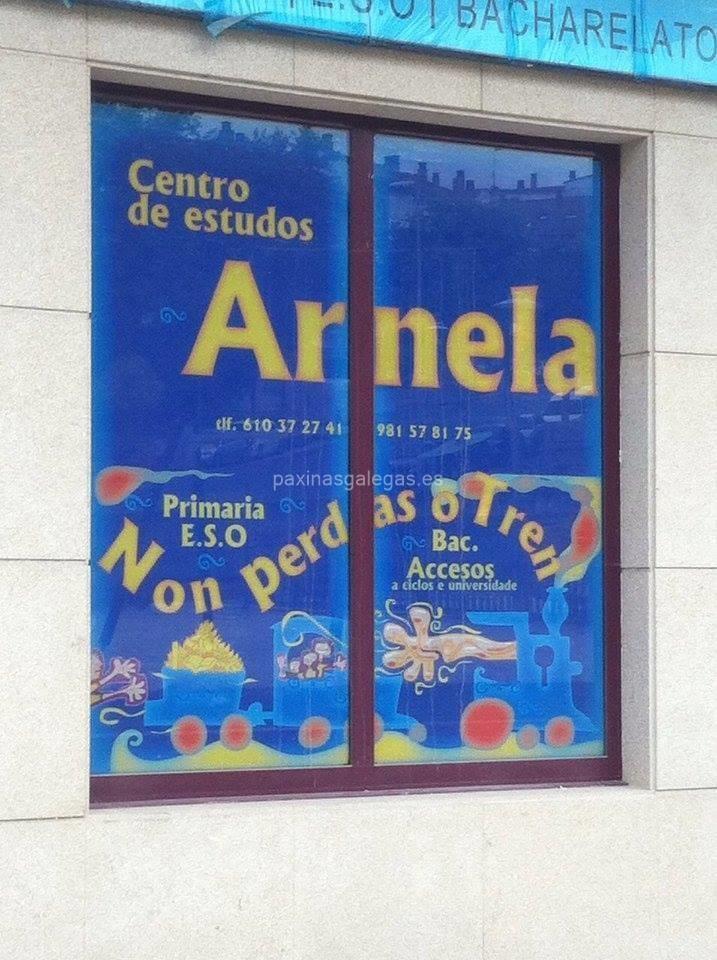 E.S.O I BACHARELATO
Centro
de estudos
Arnela
tlf. 610 37 27 41 981 57 81 75
paxinasgalegas.es
Primaria
E.S.O
Non perdas o Tren
Bac.
Accesos
a ciclos e universidade